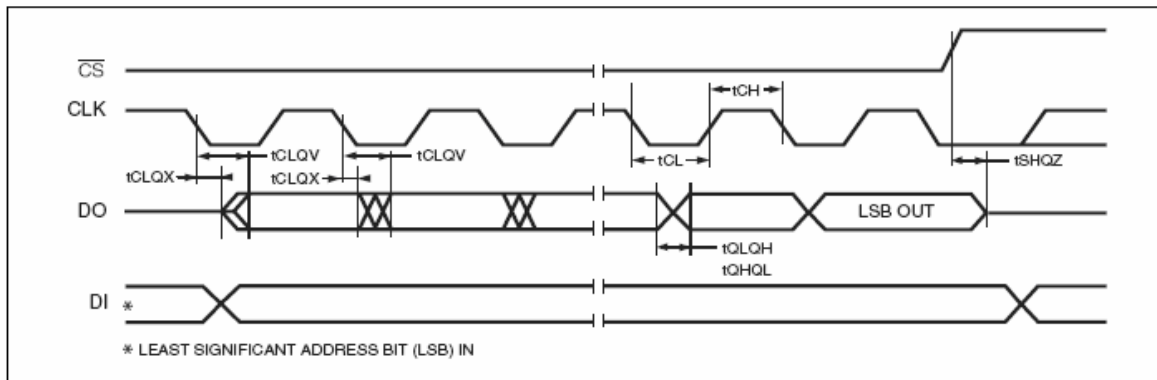 CS
CLK
tCH
tCLQV
tCLQV
tCL
tSHQZ
tCLQX
tCLQX
DO
LSB OUT
tQLQH
tQHQL
DI *
* LEAST SIGNIFICANT ADDRESS BIT (LSB) IN